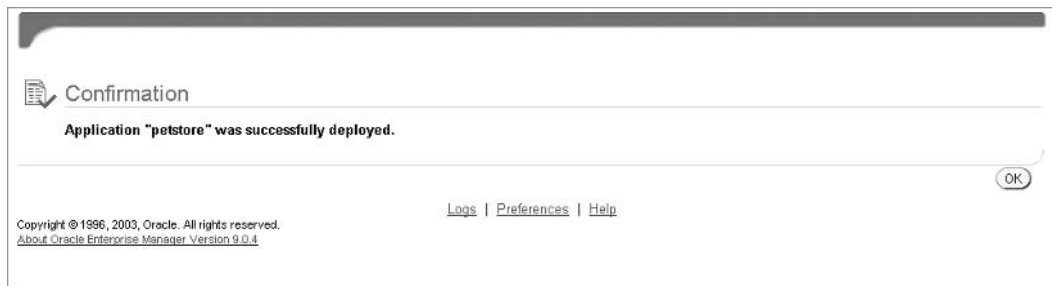 Confirmation
Application "petstore" was successfully deployed.
OK
Logs | Preferences | Help
Copyright © 1996, 2003, Oracle. All rights reserved.
About Oracle Enterprise Manager Version 9.0.4